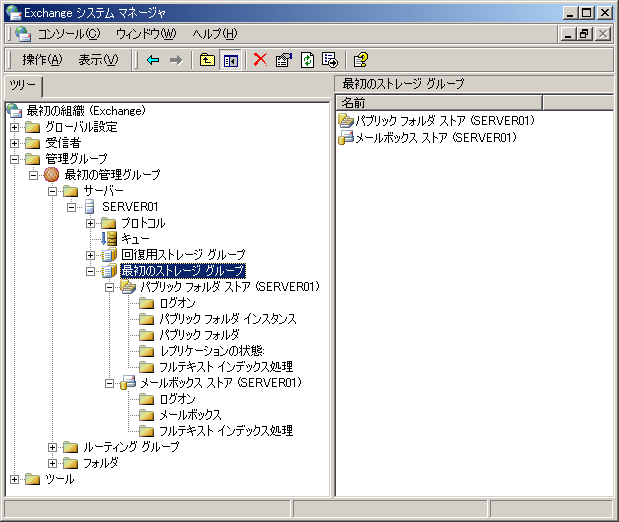 Exchange システム マネージャ
コンソール(C) ウィンドウ(W) ヘルプ(H)
操作(A) 表示(V)
ツリー
最初の組織 (Exchange)
グローバル設定
受信者
管理グループ
最初の管理グループ
サーバー
SERVER01
プロトコル
キュー
回復用ストレージ グループ
最初のストレージ グループ
パブリック フォルダ ストア (SERVER01)
ログオン
パブリック フォルダ インスタンス
パブリック フォルダ
レプリケーションの状態:
フルテキスト インデックス処理
メールボックス ストア (SERVER01)
ログオン
メールボックス
フルテキスト インデックス処理
ルーティング グループ
フォルダ
ツール
最初のストレージ グループ
名前
パブリック フォルダ ストア (SERVER01)
メールボックス ストア (SERVER01)